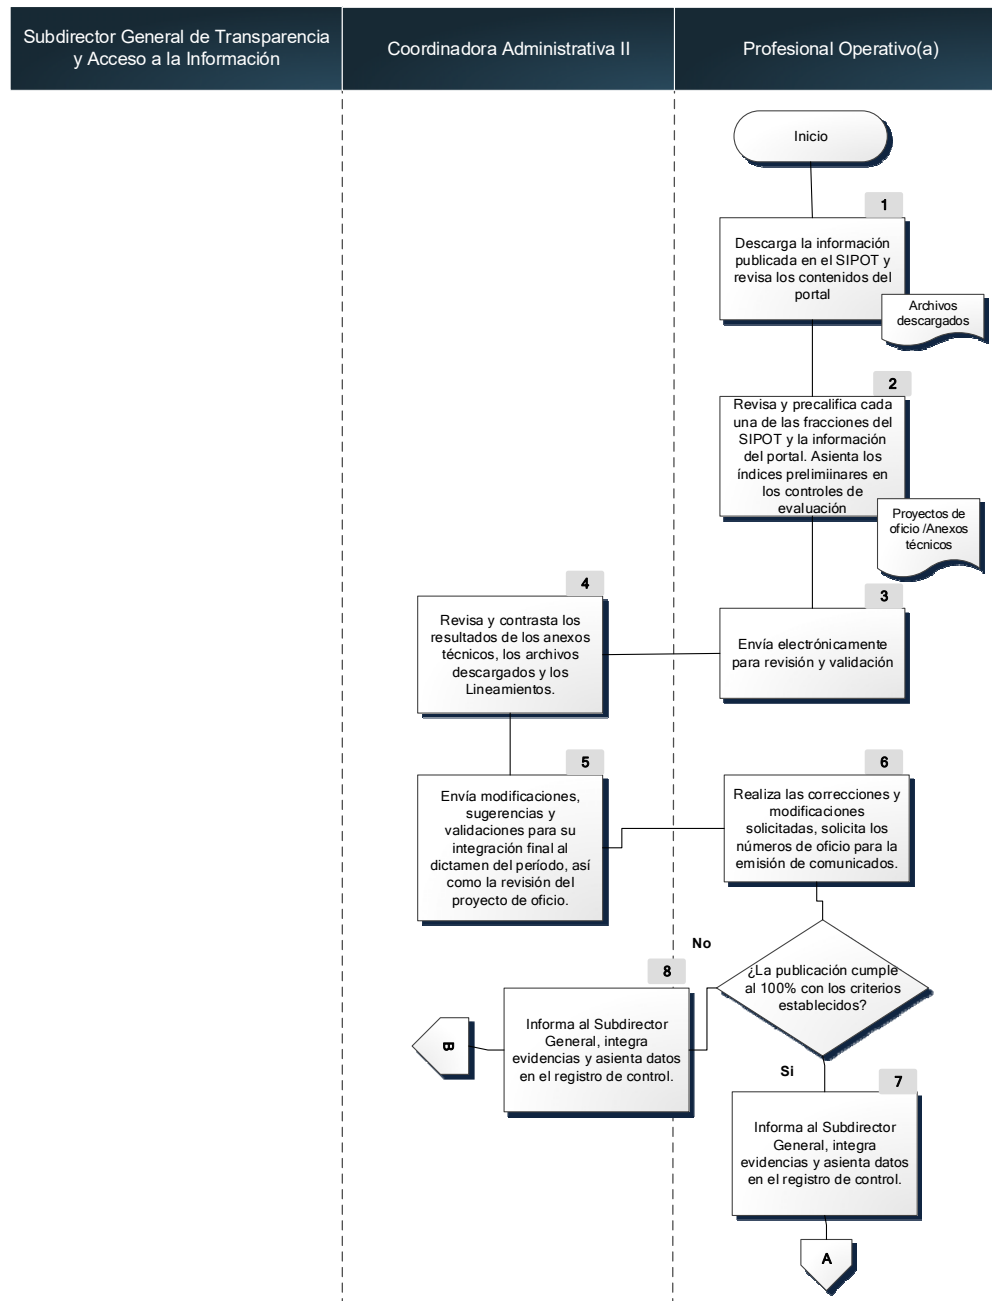 Subdirector General de Transparencia
y Acceso a la Información
Coordinadora Administrativa II
Profesional Operativo(a)
Inicio
1
Descarga la información
publicada en el SIPOT y
revisa los contenidos del
portal
Archivos
descargados
2
Revisa y precalifica cada
una de las fracciones del
SIPOT y la información
del portal. Asienta los
índices prelimiinares en
los controles de
evaluación
Proyectos de
oficio /Anexos
técnicos
3
Envía electrónicamente
para revisión y validación
4
Revisa y contrasta los
resultados de los anexos
técnicos, los archivos
descargados y los
Lineamientos.
5
Envía modificaciones,
sugerencias y
validaciones para su
integración final al
dictamen del período, así
como la revisión del
proyecto de oficio.
6
Realiza las correcciones y
modificaciones
solicitadas, solicita los
números de oficio para la
emisión de comunicados.
¿La publicación cumple
al 100% con los criterios
establecidos?
No
8
Informa al Subdirector
General, integra
evidencias y asienta datos
en el registro de control.
B
Si
7
Informa al Subdirector
General, integra
evidencias y asienta datos
en el registro de control.
A